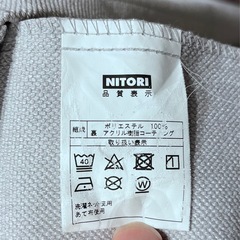 NITORI
品質表示
組成 ポリエステル 100%
裏 アクリル樹脂コーティング
取り扱い表示
40
W
洗濯ネット使用
あて布使用